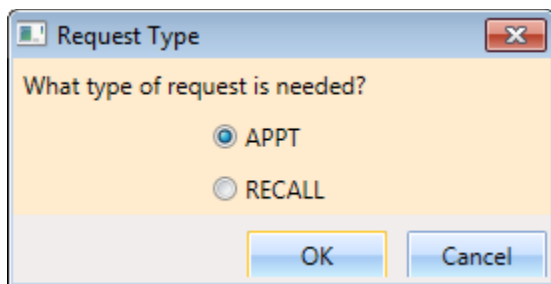 Request Type
What type of request is needed?
APPT
RECALL
OK Cancel